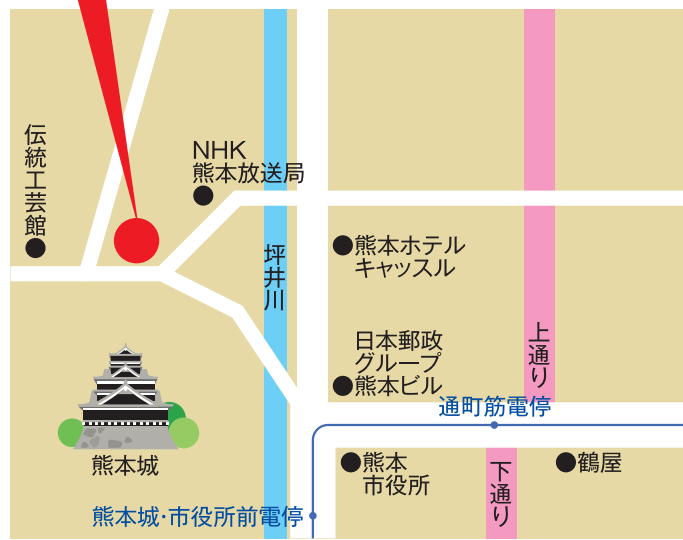 伝統工芸館
NHK
熊本放送局
坪井川
熊本ホテル
キャッスル
日本郵政
グループ
熊本ビル
上通り
通町筋電停
熊本城
熊本
市役所
下通り
鶴屋
熊本城・市役所前電停